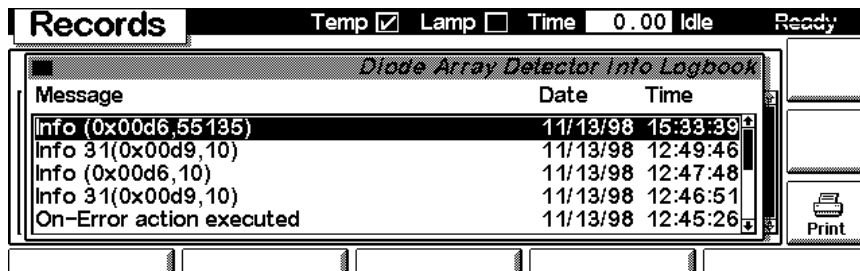 Records Temp Lamp Time 0.00 Idle Ready
Diode Array Detector Info Logbook
Message Date Time
Info (0x00d6,55135) 11/13/98 15:33:39
Info 31(0x00d9,10) 11/13/98 12:49:46
Info (0x00d6,10) 11/13/98 12:47:48
Info 31(0x00d9,10) 11/13/98 12:46:51
On-Error action executed 11/13/98 12:45:26
Print